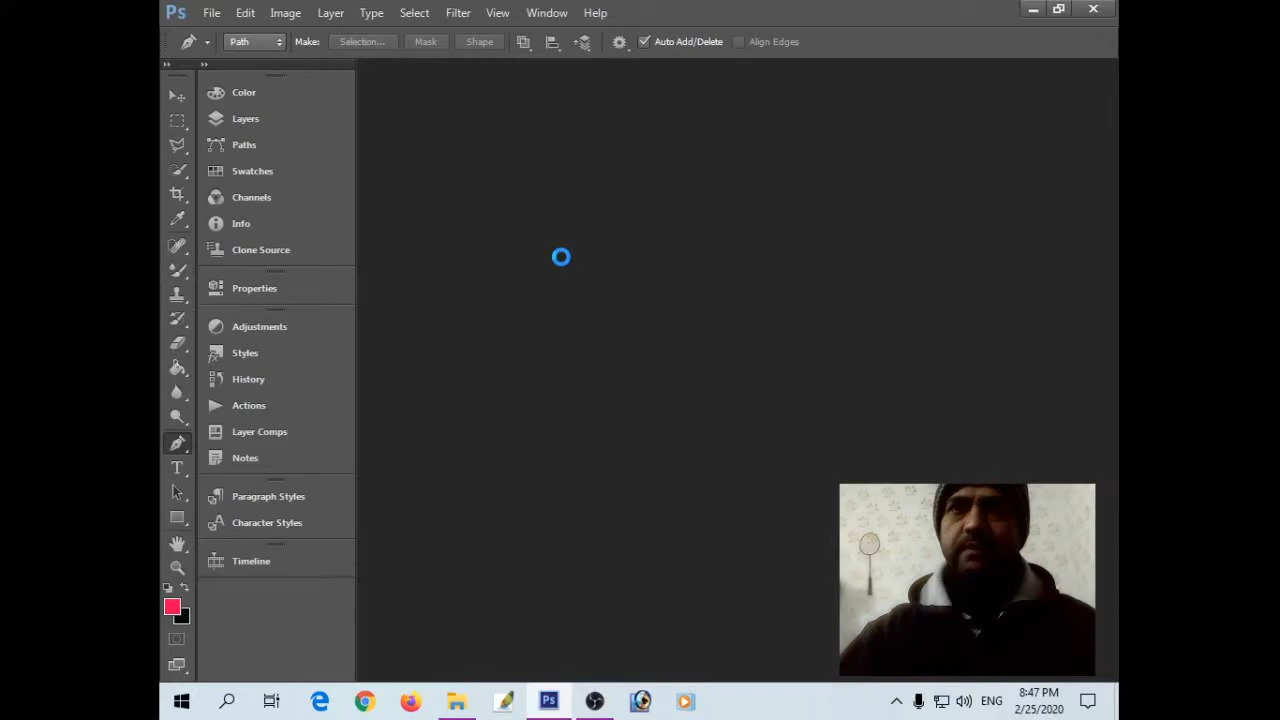 Ps File Edit Image Layer Type Select Filter View Window Help
Path Make: Selection... Mask Shape Auto Add/Delete Align Edges
Color
Layers
Paths
Swatches
Channels
Info
Clone Source
Properties
Adjustments
Styles
History
Actions
Layer Comps
Notes
Paragraph Styles
Character Styles
Timeline
Ps ENG 8:47 PM
2/25/2020